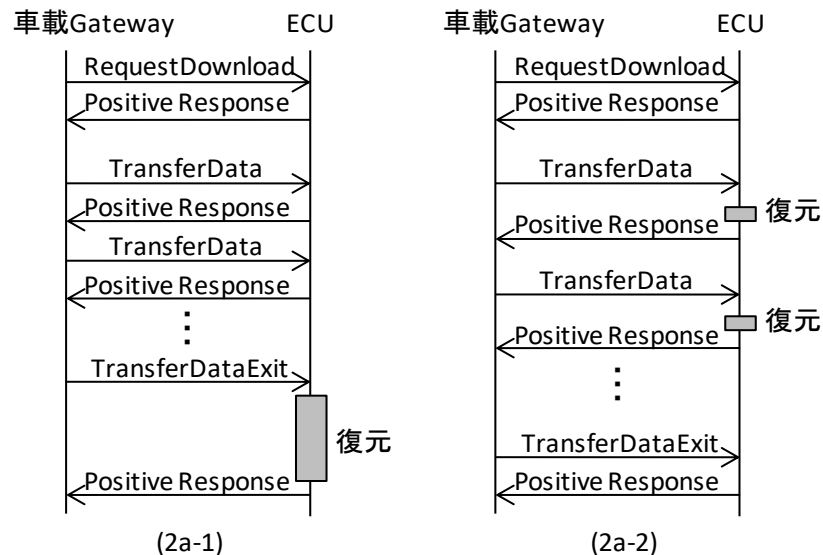 車載Gateway ECU
RequestDownload
Positive Response
TransferData
Positive Response
TransferData
Positive Response
⋮
TransferDataExit
復元
Positive Response
(2a-1)
車載Gateway ECU
RequestDownload
Positive Response
TransferData
復元
Positive Response
TransferData
復元
Positive Response
⋮
TransferDataExit
Positive Response
(2a-2)